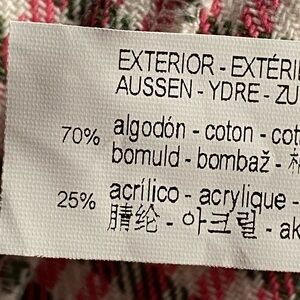 EXTERIOR - EXTÉRI
AUSSEN - YDRE - ZU
70% algodón - coton - cot
bomuld - bombaž -
25% acrílico - acrylique -
腈纶 - 아크릴 - ak